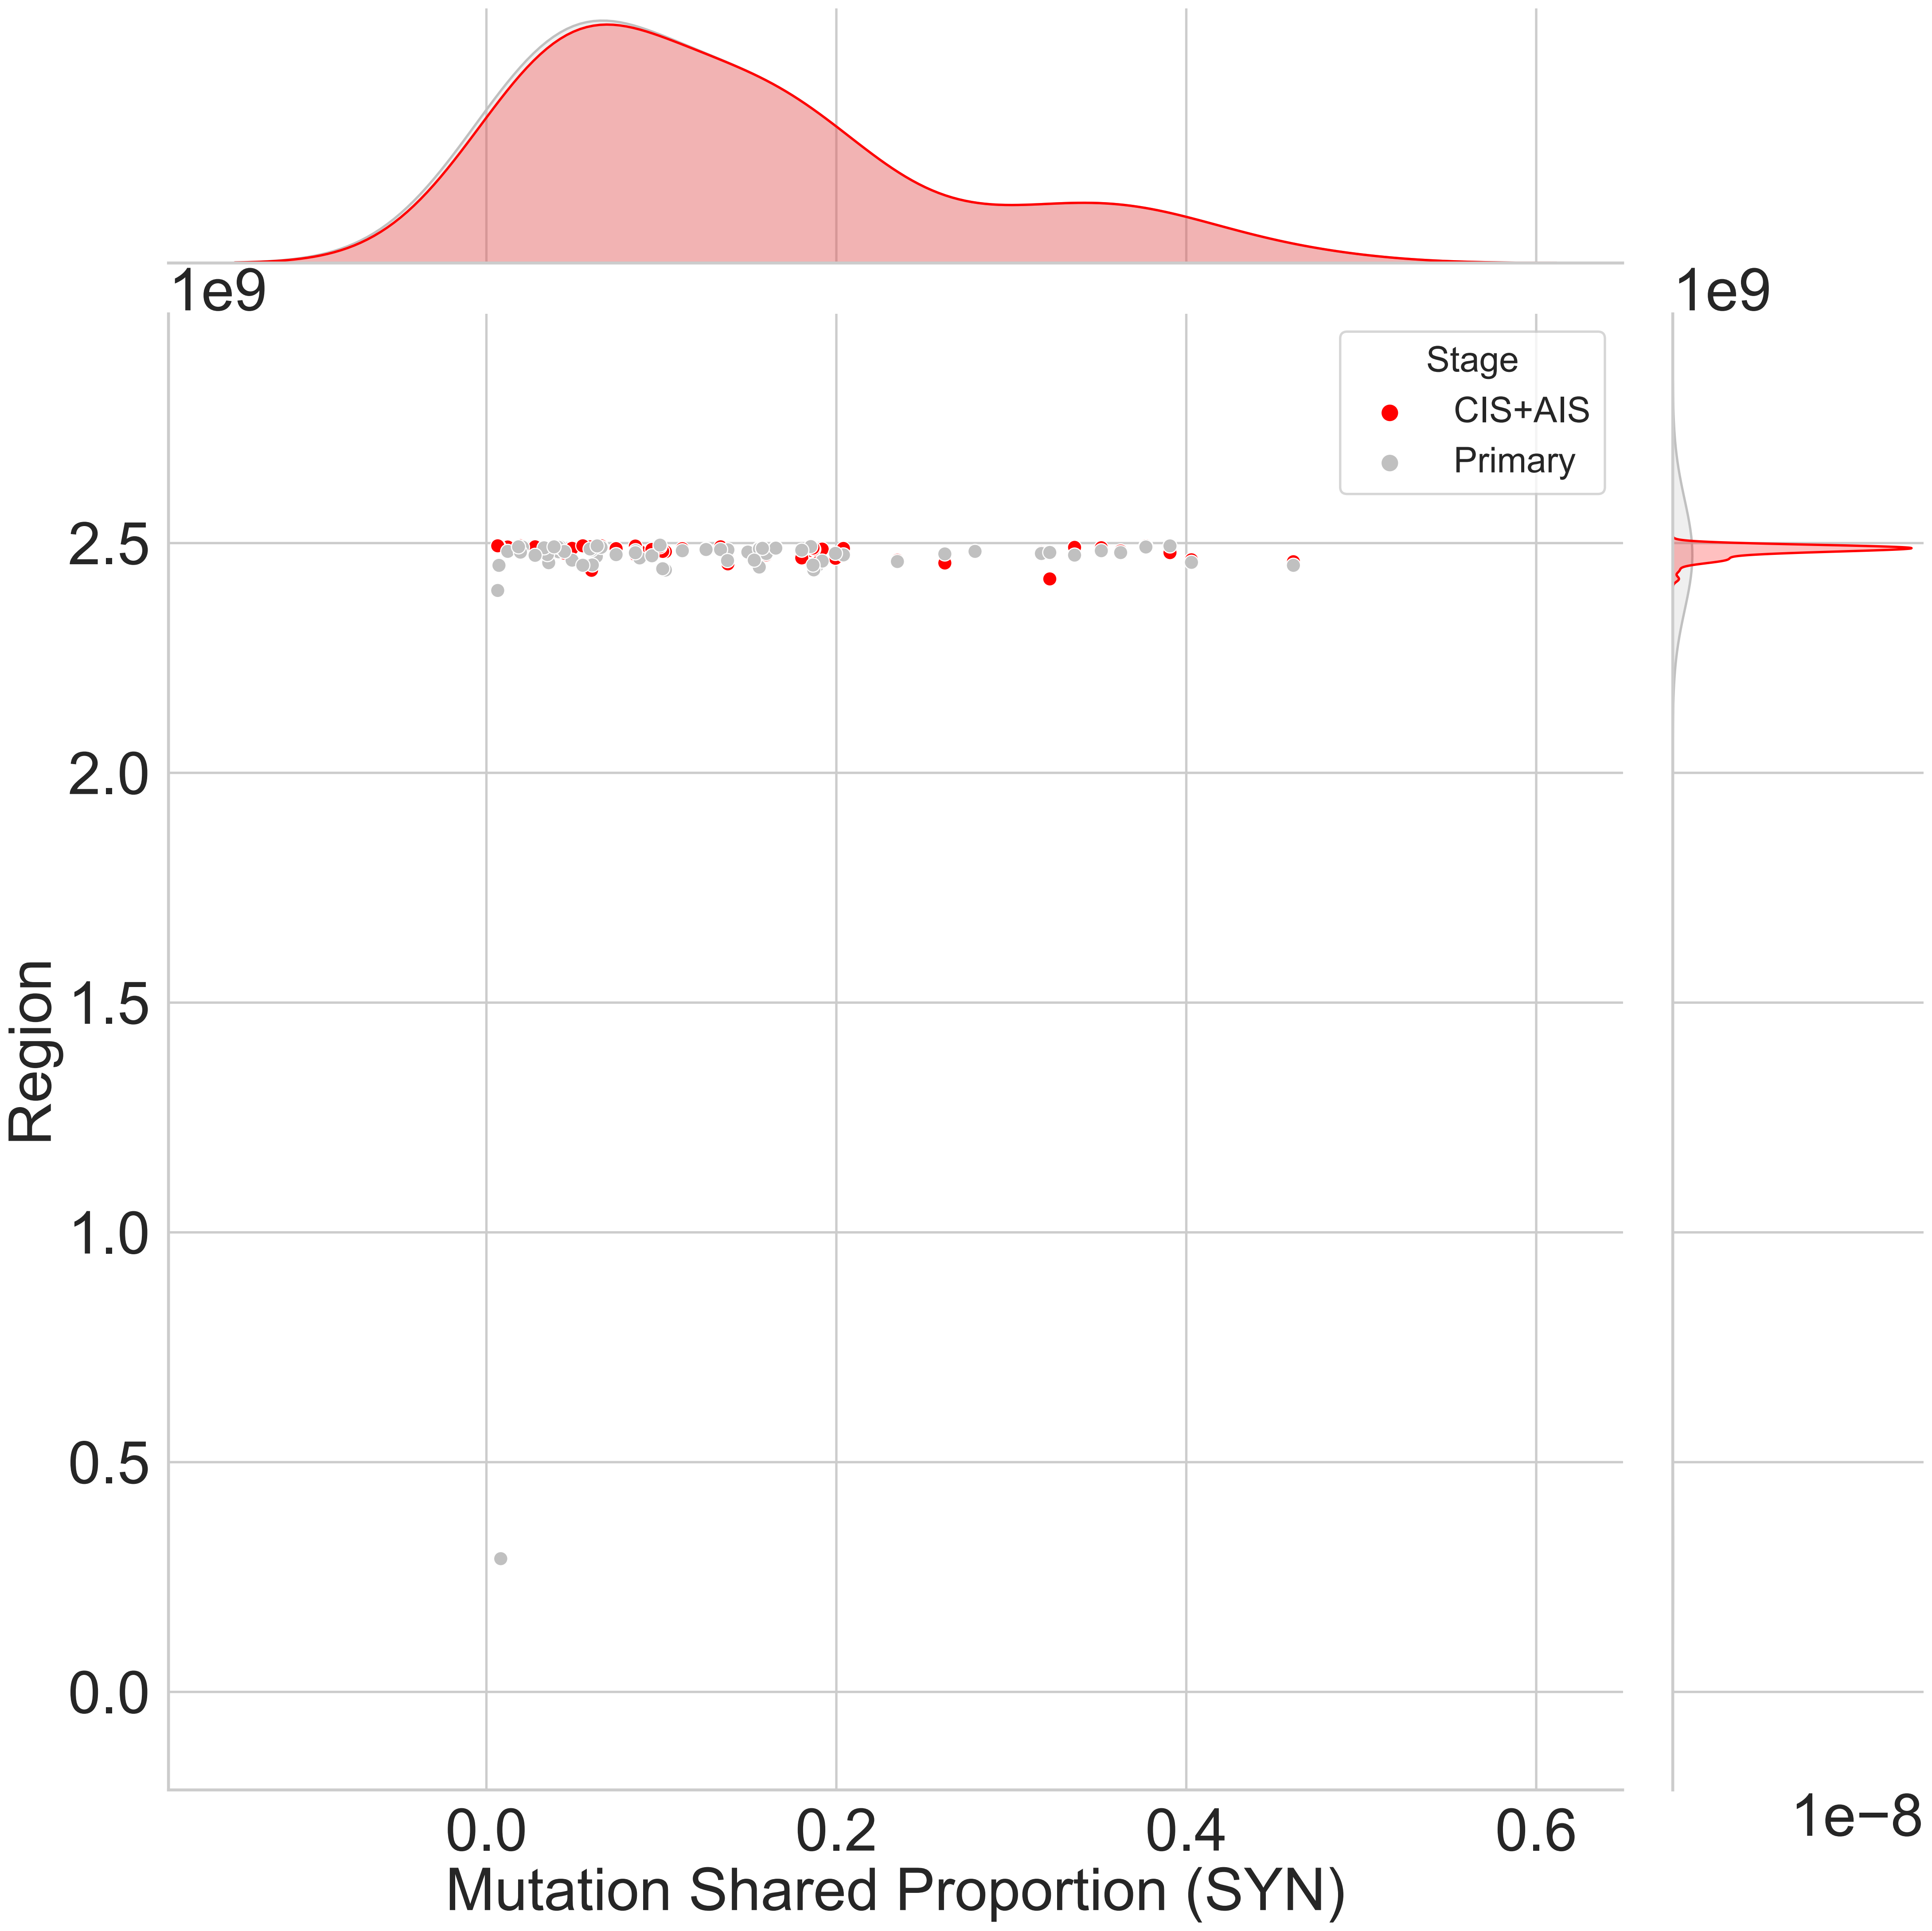 1e9
1e9
Stage
CIS+AIS
Primary
2.5
2.0
1.5
1.0
0.5
0.0
Region
0.0
0.2
0.4
0.6
1e−8
Mutation Shared Proportion (SYN)